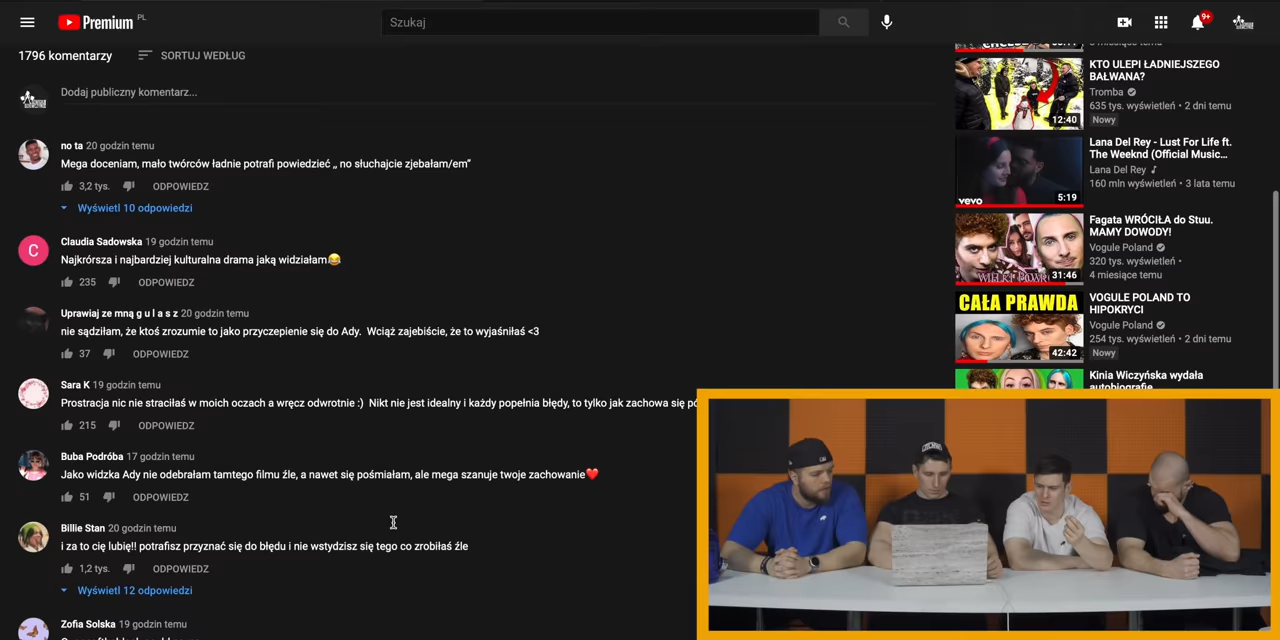 Premium PL
Szukaj
9+
1796 komentarzy
SORTUJ WEDŁUG
Dodaj publiczny komentarz...
no ta 20 godzin temu
Mega doceniam, mało twórców ładnie potrafi powiedzieć „ no słuchajcie zjebałam/em”
3,2 tys. ODPOWIEDZ
Wyświetl 10 odpowiedzi
C
Claudia Sadowska 19 godzin temu
Najkrórsza i najbardziej kulturalna drama jaką widziałam😂
235 ODPOWIEDZ
Uprawiaj ze mną g u l a s z 20 godzin temu
nie sądziłam, że ktoś zrozumie to jako przyczepienie się do Ady. Wciąż zajebiście, że to wyjaśniłaś <3
37 ODPOWIEDZ
Sara K 19 godzin temu
Prostracja nic nie straciłaś w moich oczach a wręcz odwrotnie :) Nikt nie jest idealny i każdy popełnia błędy, to tylko jak zachowa się pó
215 ODPOWIEDZ
Buba Podróba 17 godzin temu
Jako widzka Ady nie odebrałam tamtego filmu źle, a nawet się pośmiałam, ale mega szanuje twoje zachowanie❤️
51 ODPOWIEDZ
Billie Stan 20 godzin temu
i za to cię lubię!! potrafisz przyznać się do błędu i nie wstydzisz się tego co zrobiłaś źle
1,2 tys. ODPOWIEDZ
Wyświetl 12 odpowiedzi
Zofia Solska 19 godzin temu
KTO ULEPI ŁADNIEJSZEGO
BAŁWANA?
Tromba
635 tys. wyświetleń • 2 dni temu
Nowy
12:40
Lana Del Rey - Lust For Life ft.
The Weeknd (Official Music...
Lana Del Rey
160 mln wyświetleń • 3 lata temu
vevo 5:19
Fagata WRÓCIŁA do Stuu.
MAMY DOWODY!
Vogule Poland
320 tys. wyświetleń •
4 miesiące temu
31:46
CAŁA PRAWDA
42:42
VOGULE POLAND TO
HIPOKRYCI
Vogule Poland
254 tys. wyświetleń • 2 dni temu
Nowy
Kinia Wiczyńska wydała
autobiografię